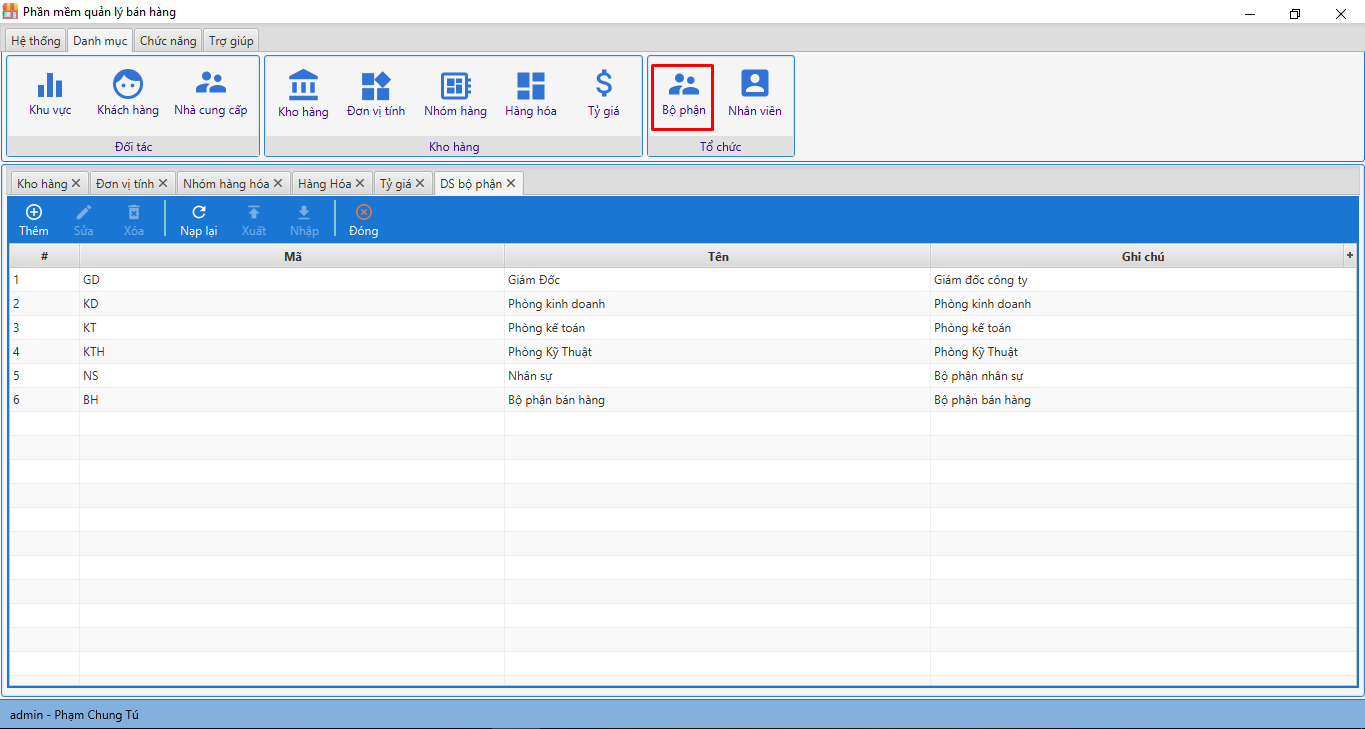 Phần mềm quản lý bán hàng
Hệ thống Danh mục Chức năng Trợ giúp
Khu vực Khách hàng Nhà cung cấp Kho hàng Đơn vị tính Nhóm hàng Hàng hóa Tỷ giá Bộ phận Nhân viên
Đối tác Kho hàng Tổ chức
Kho hàng Đơn vị tính Nhóm hàng hóa Hàng Hóa Tỷ giá DS bộ phận
Thêm Sửa Xóa Nạp lại Xuất Nhập Đóng
# Mã Tên Ghi chú +
1 GD Giám Đốc Giám đốc công ty
2 KD Phòng kinh doanh Phòng kinh doanh
3 KT Phòng kế toán Phòng kế toán
4 KTH Phòng Kỹ Thuật Phòng Kỹ Thuật
5 NS Nhân sự Bộ phận nhân sự
6 BH Bộ phận bán hàng Bộ phận bán hàng
admin - Phạm Chung Tú